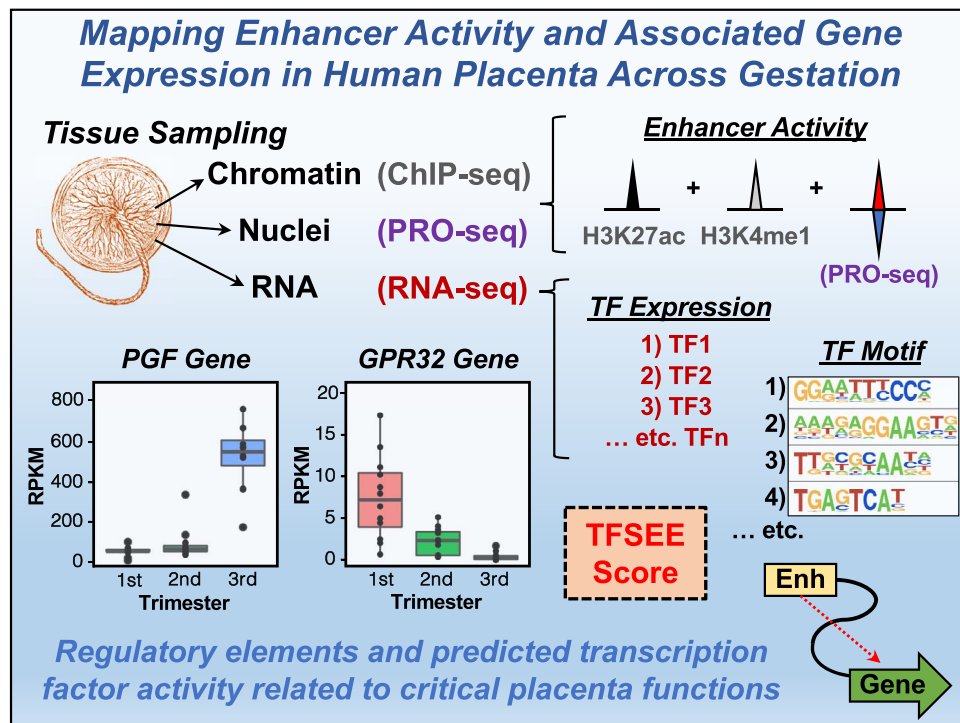 Mapping Enhancer Activity and Associated Gene
Expression in Human Placenta Across Gestation
Tissue Sampling
Chromatin (ChIP-seq)
Nuclei (PRO-seq)
RNA (RNA-seq)
Enhancer Activity
+ +
H3K27ac H3K4me1
(PRO-seq)
TF Expression
1) TF1
2) TF2
3) TF3
… etc. TFn
TF Motif
1)
2)
3)
4) TGAGTCAT
… etc.
PGF Gene
RPKM
800
600
400
200
0
1st 2nd 3rd
Trimester
GPR32 Gene
RPKM
20
15
10
5
0
1st 2nd 3rd
Trimester
TFSEE
Score
Enh
Gene
Regulatory elements and predicted transcription
factor activity related to critical placenta functions